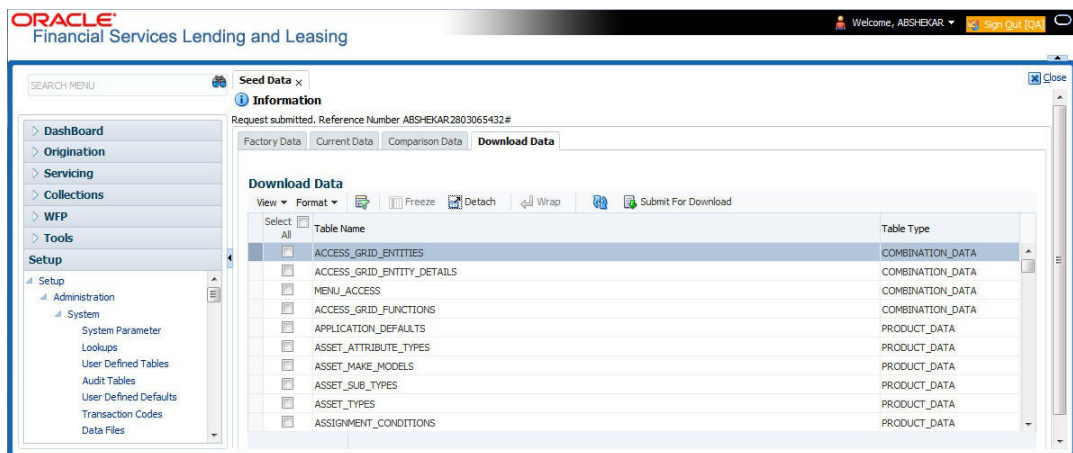 ORACLE
Financial Services Lending and Leasing
Welcome, ABSHEKAR
Sign Out [QA]
SEARCH MENU
DashBoard
Origination
Servicing
Collections
WFP
Tools
Setup
Setup
Administration
System
System Parameter
Lookups
User Defined Tables
Audit Tables
User Defined Defaults
Transaction Codes
Data Files
Seed Data x
Close
Information
Request submitted. Reference Number ABSHEKAR2803065432#
Factory Data Current Data Comparison Data Download Data
Download Data
View Format Freeze Detach Wrap Submit For Download
Select All Table Name Table Type
ACCESS_GRID_ENTITIES COMBINATION_DATA
ACCESS_GRID_ENTITY_DETAILS COMBINATION_DATA
MENU_ACCESS COMBINATION_DATA
ACCESS_GRID_FUNCTIONS COMBINATION_DATA
APPLICATION_DEFAULTS PRODUCT_DATA
ASSET_ATTRIBUTE_TYPES PRODUCT_DATA
ASSET_MAKE_MODELS PRODUCT_DATA
ASSET_SUB_TYPES PRODUCT_DATA
ASSET_TYPES PRODUCT_DATA
ASSIGNMENT_CONDITIONS PRODUCT_DATA